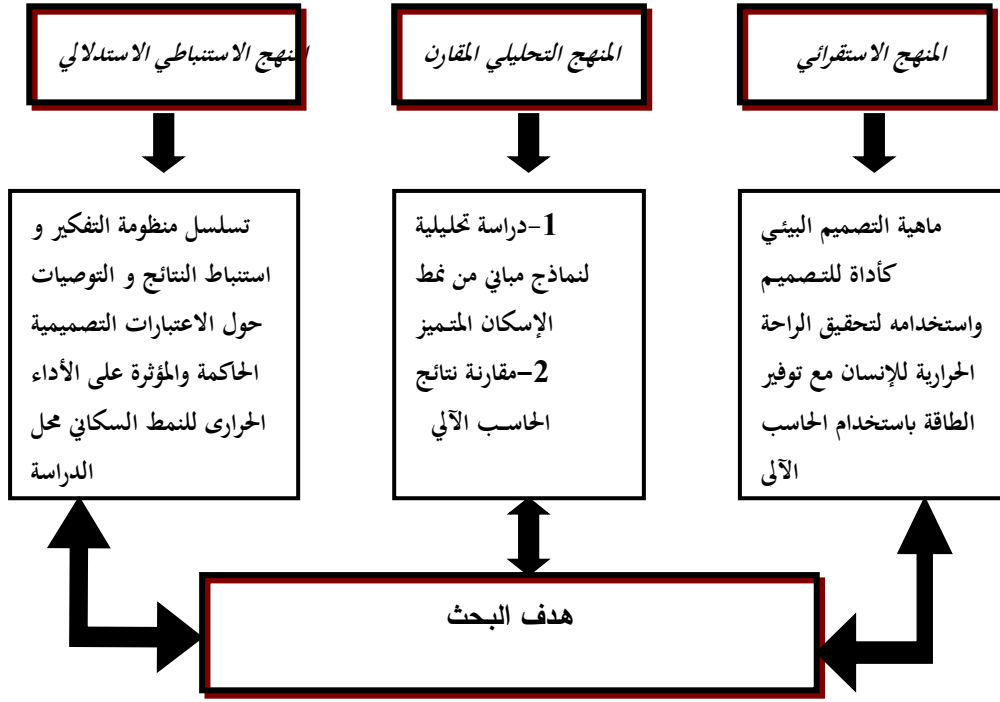 المنهج الاستقرائي
المنهج التحليلي المقارن
المنهج الاستنباطي الاستدلالي
ماهية التصميم البيئي
كأداة للتصميم
واستخدامه لتحقيق الراحة
الحرارية للإنسان مع توفير
الطاقة باستخدام الحاسب
الآلى
1-دراسة تحليلية
لنماذج مباني من نمط
الإسكان المتميز
2-مقارنة نتائج
الحاسب الآلي
تسلسل منظومة التفكير و
استنباط النتائج و التوصيات
حول الاعتبارات التصميمية
الحاكمة والمؤثرة على الأداء
الحرارى للنمط السكاني محل
الدراسة
هدف البحث